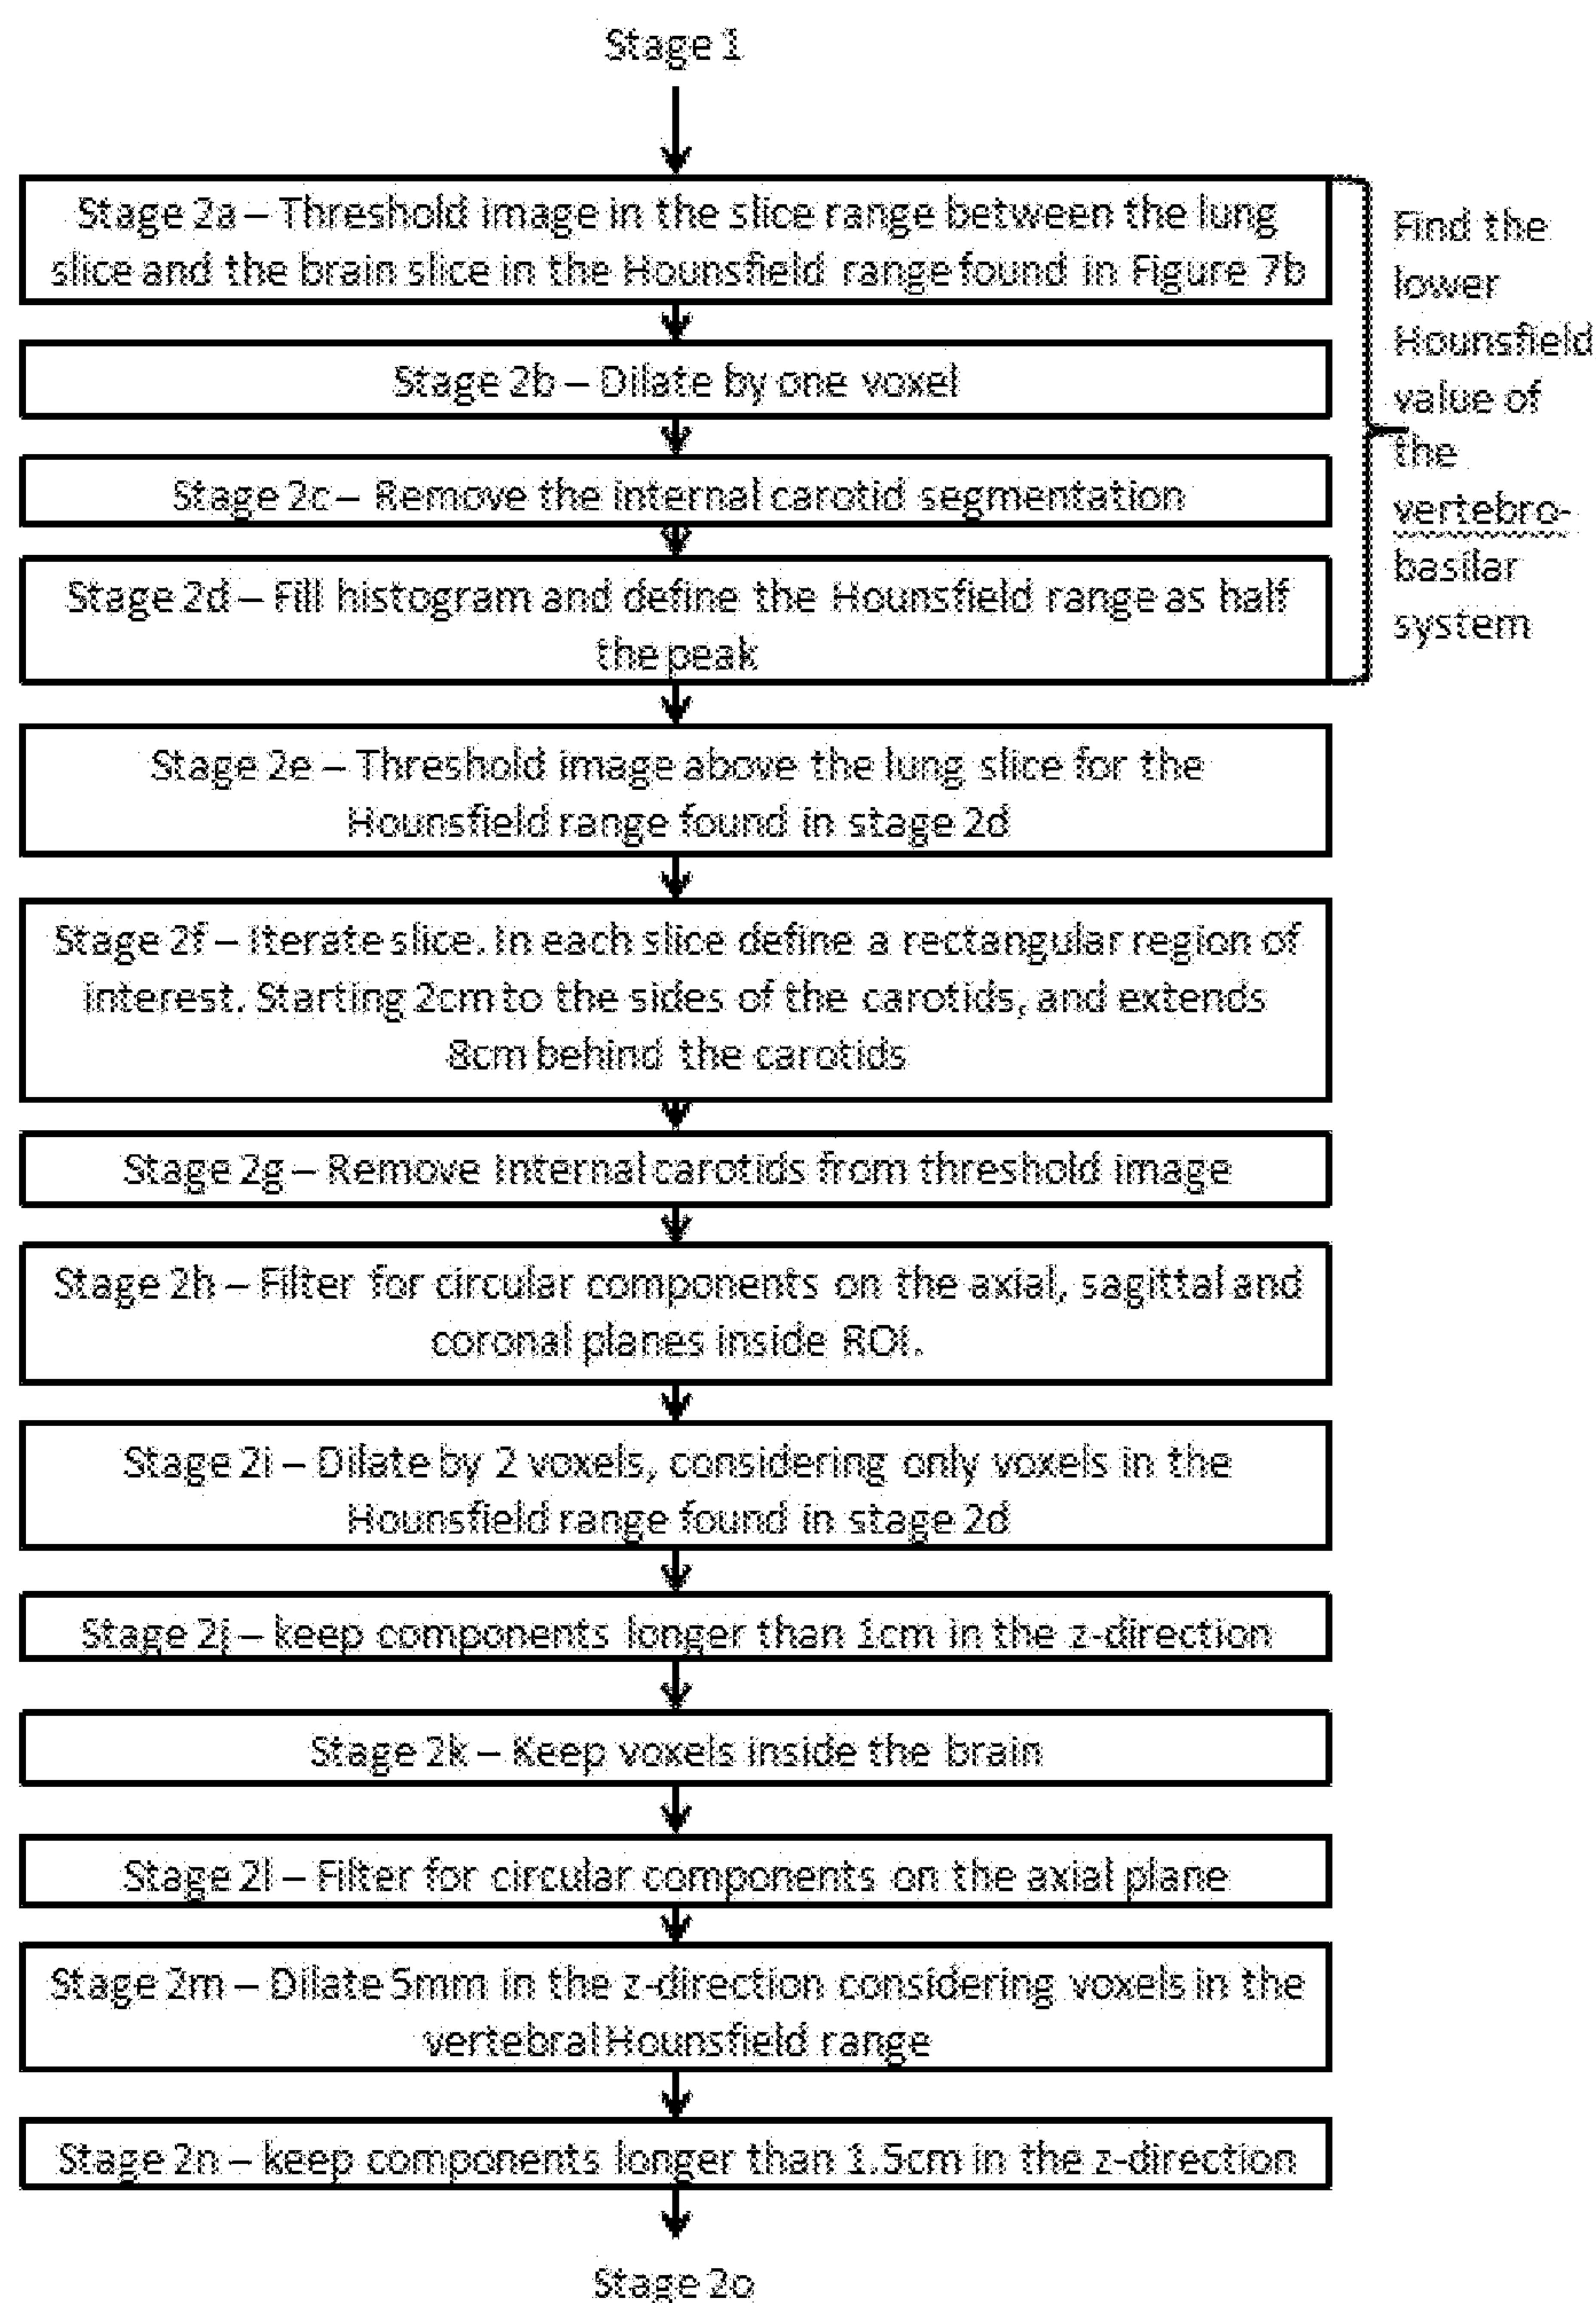 Stage 1
Stage 2a – Threshold image in the slice range between the lung
slice and the brain slice in the Hounsfield range found in Figure 7b
Stage 2b – Dilate by one voxel
Stage 2c – Remove the internal carotid segmentation
Stage 2d – Fill histogram and define the Hounsfield range as half
the peak
Find the
lower
Hounsfield
value of
the
vertebro-
basilar
system
Stage 2e – Threshold image above the lung slice for the
Hounsfield range found in stage 2d
Stage 2f – Iterate slice. In each slice define a rectangular region of
interest. Starting 2cm to the sides of the carotids, and extends
8cm behind the carotids
Stage 2g – Remove Internal carotids from threshold image
Stage 2h – Filter for circular components on the axial, sagittal and
coronal planes inside ROI.
Stage 2i – Dilate by 2 voxels, considering only voxels in the
Hounsfield range found in stage 2d
Stage 2j – keep components longer than 1cm in the z-direction
Stage 2k – Keep voxels inside the brain
Stage 2l – Filter for circular components on the axial plane
Stage 2m – Dilate 5mm in the z-direction considering voxels in the
vertebral Hounsfield range
Stage 2n – keep components longer than 1.5cm in the z-direction
Stage 2o